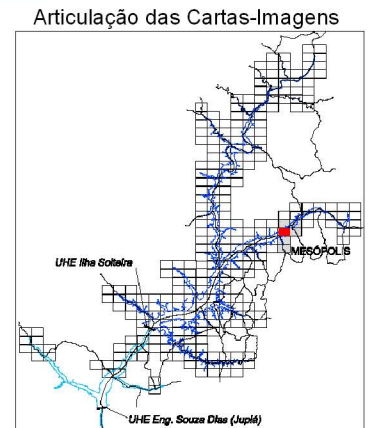 Articulação das Cartas-Imagens
MESÓPOLIS
UHE Ilha Solteira
UHE Eng. Souza Dias (Jupiá)